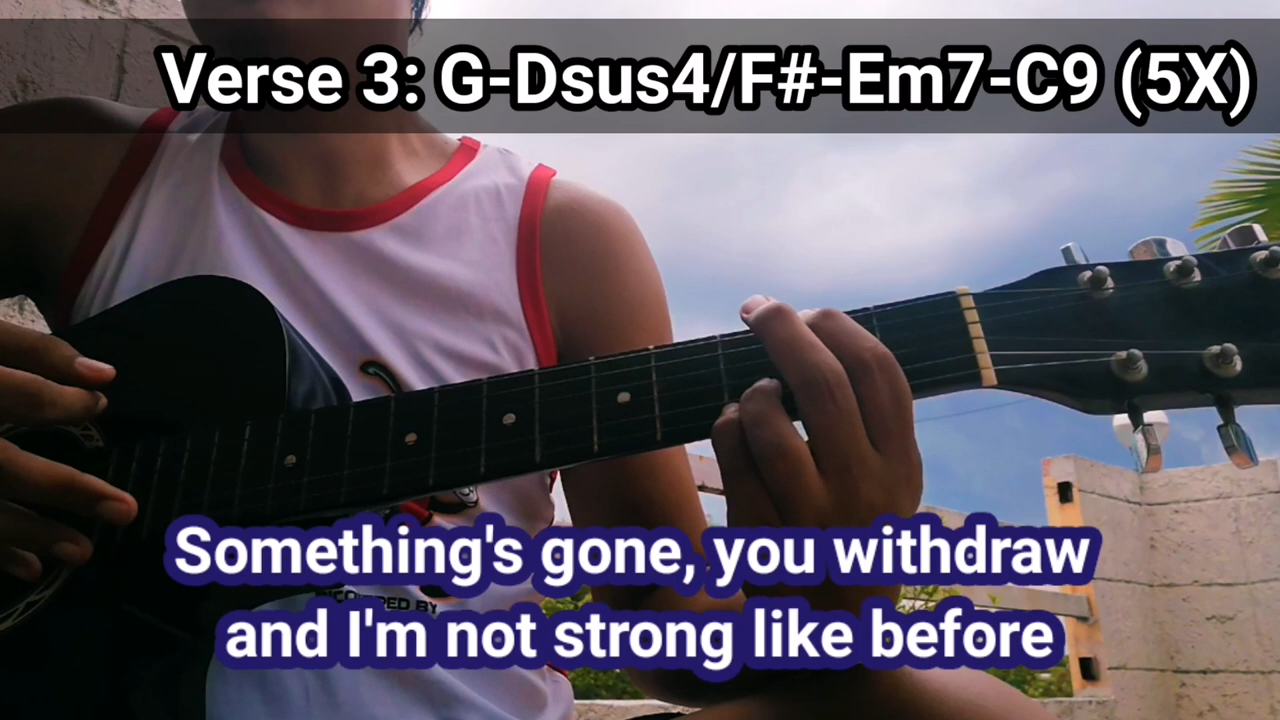 Verse 3: G-Dsus4/F#-Em7-C9 (5X)
Something's gone, you withdraw
and I'm not strong like before